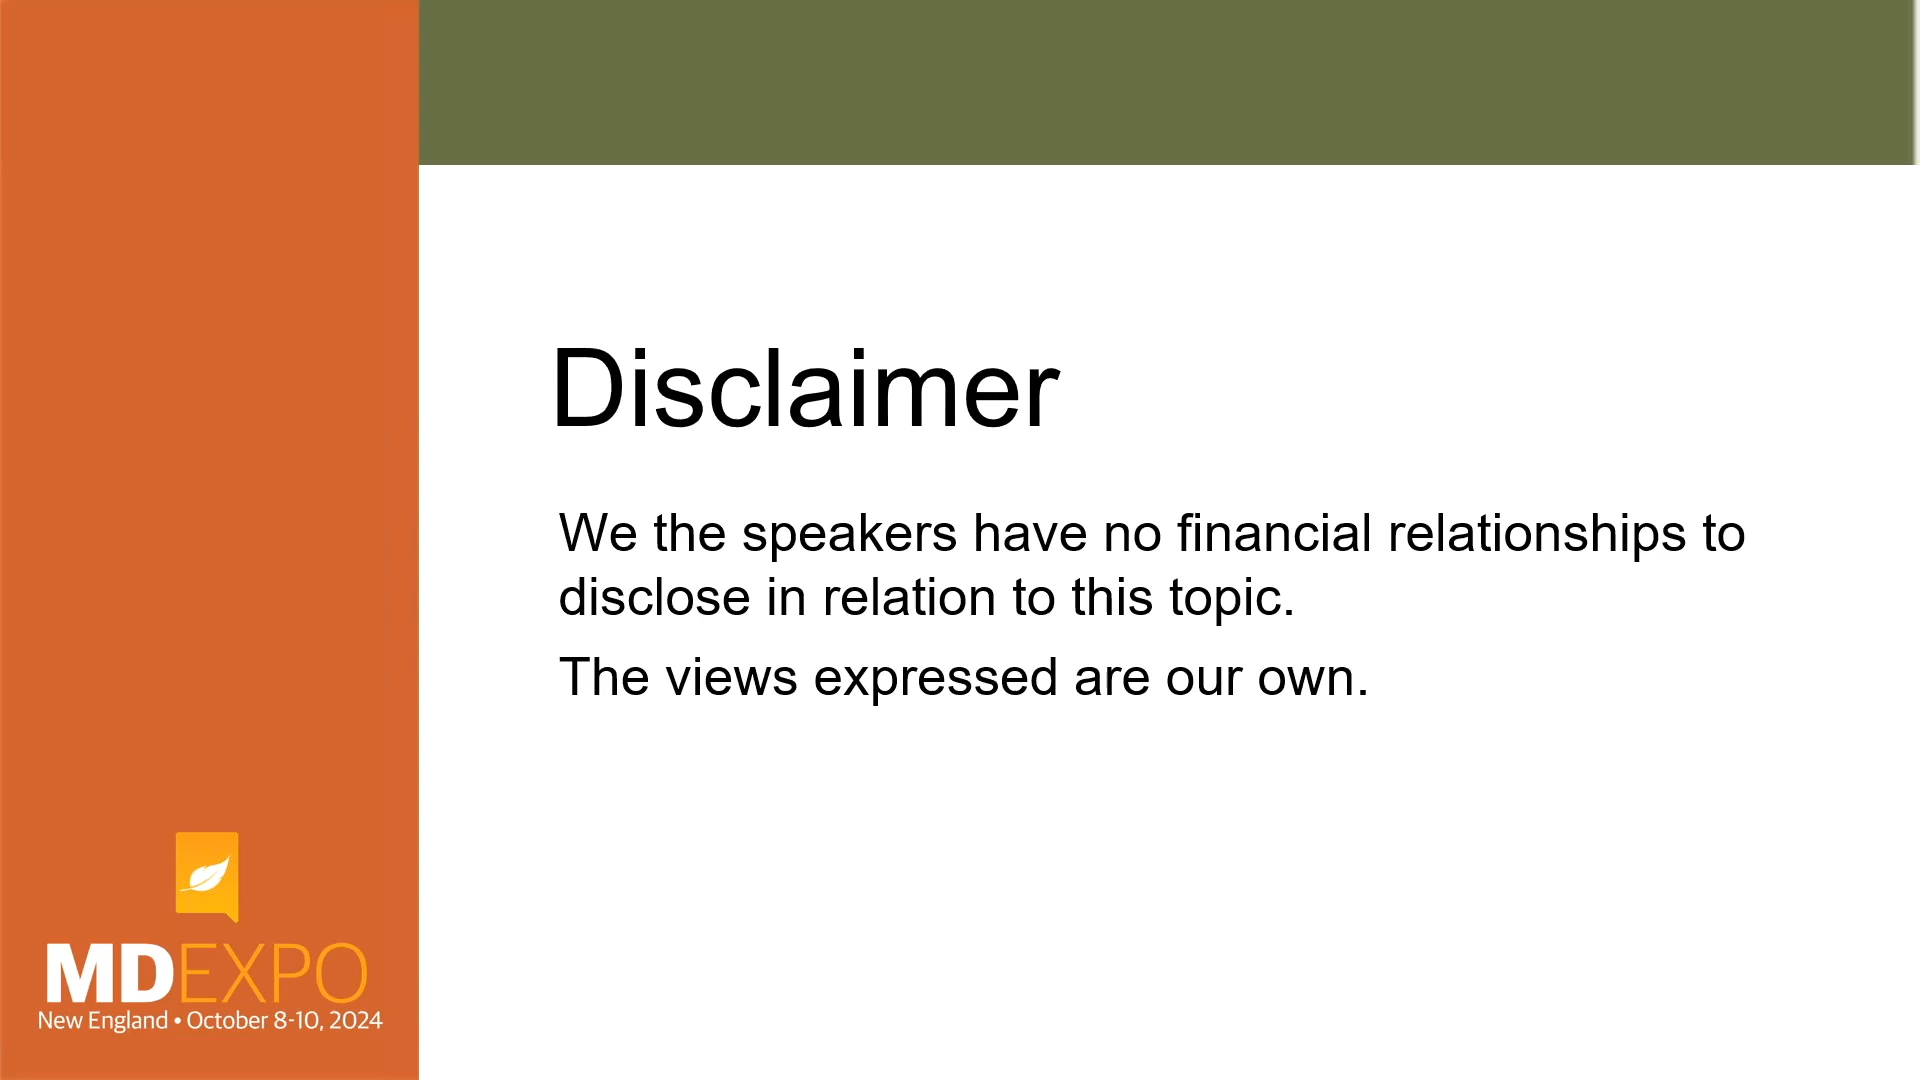 Disclaimer
We the speakers have no financial relationships to
disclose in relation to this topic.
The views expressed are our own.
MDEXPO
New England • October 8-10, 2024